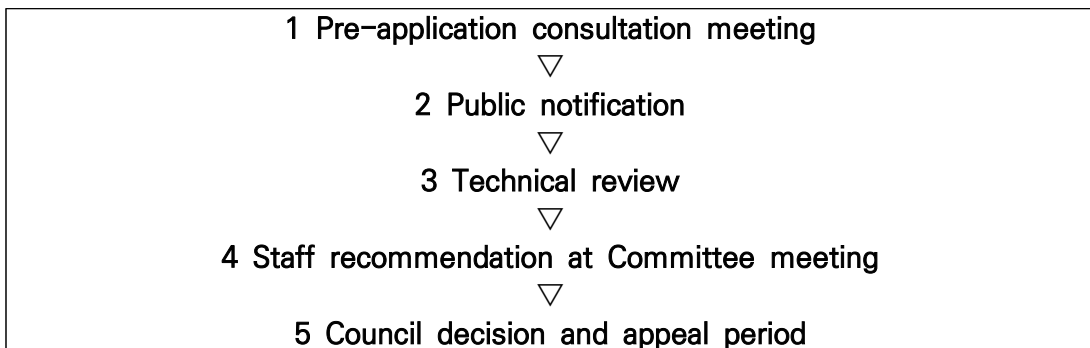 1 Pre-application consultation meeting
▽
2 Public notification
▽
3 Technical review
▽
4 Staff recommendation at Committee meeting
▽
5 Council decision and appeal period